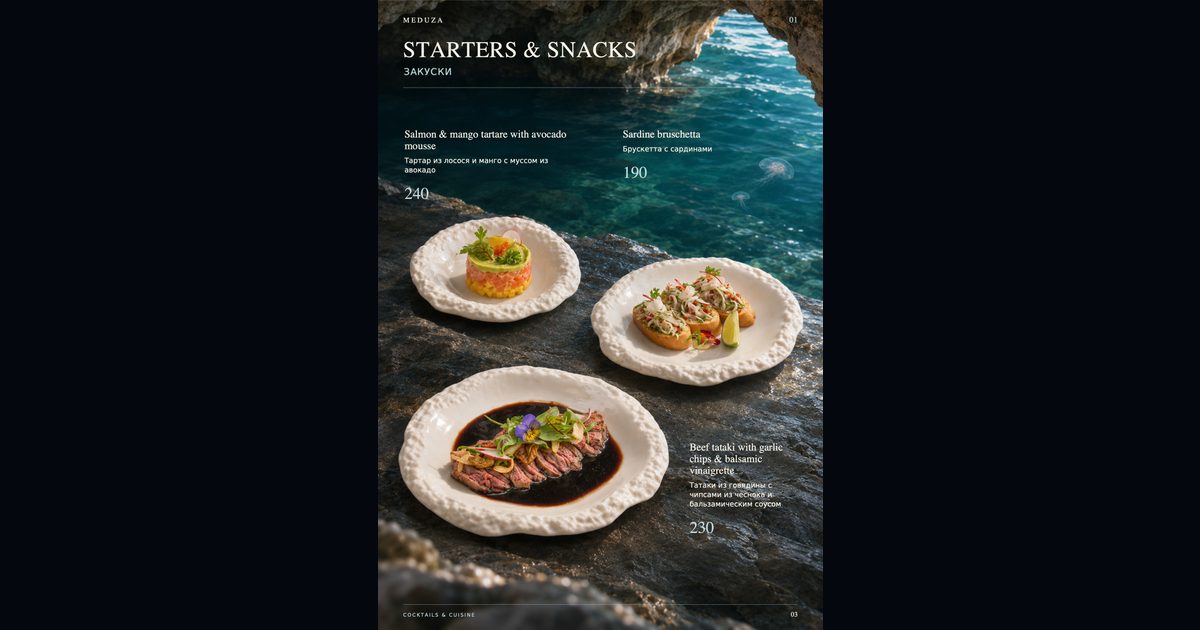 MEDUZA
01
STARTERS & SNACKS
ЗАКУСКИ
Salmon & mango tartare with avocado
mousse
Тартар из лосося и манго с муссом из
авокадо
240
Sardine bruschetta
Брускетта с сардинами
190
Beef tataki with garlic
chips & balsamic
vinaigrette
Татаки из говядины с
чипсами из чеснока и
бальзамическим соусом
230
COCKTAILS & CUISINE
03